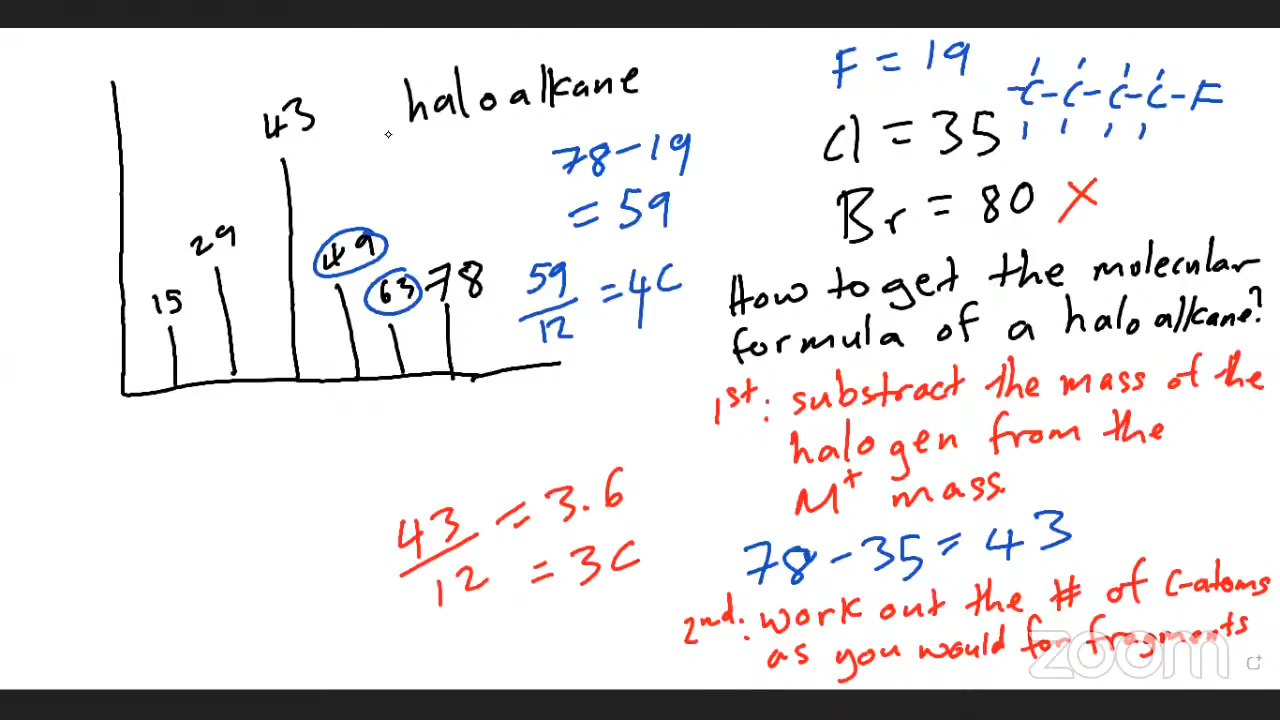 haloalkane
43
29
15
49
63
78
78-19
= 59
59/12 = 4C
F = 19
-C-C-C-C-F
Cl = 35
Br = 80 X
How to get the molecular
formula of a haloalkane?
1st: substract the mass of the
halogen from the
M+ mass.
78-35 = 43
2nd: work out the # of C-atoms
as you would for fragments
43/12 = 3.6
= 3C
zoom